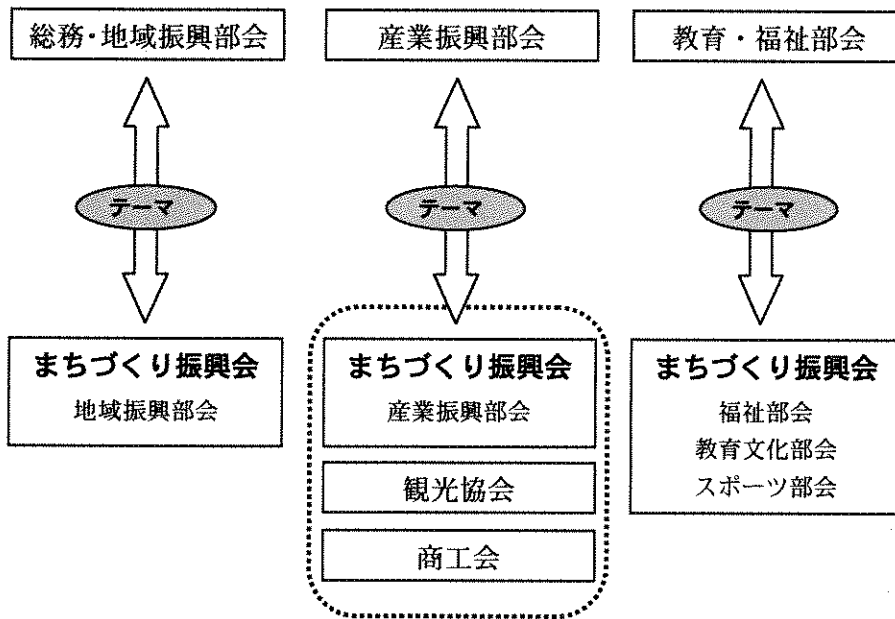 総務・地域振興部会
産業振興部会
教育・福祉部会
テーマ
テーマ
テーマ
まちづくり振興会
地域振興部会
まちづくり振興会
産業振興部会
観光協会
商工会
まちづくり振興会
福祉部会
教育文化部会
スポーツ部会